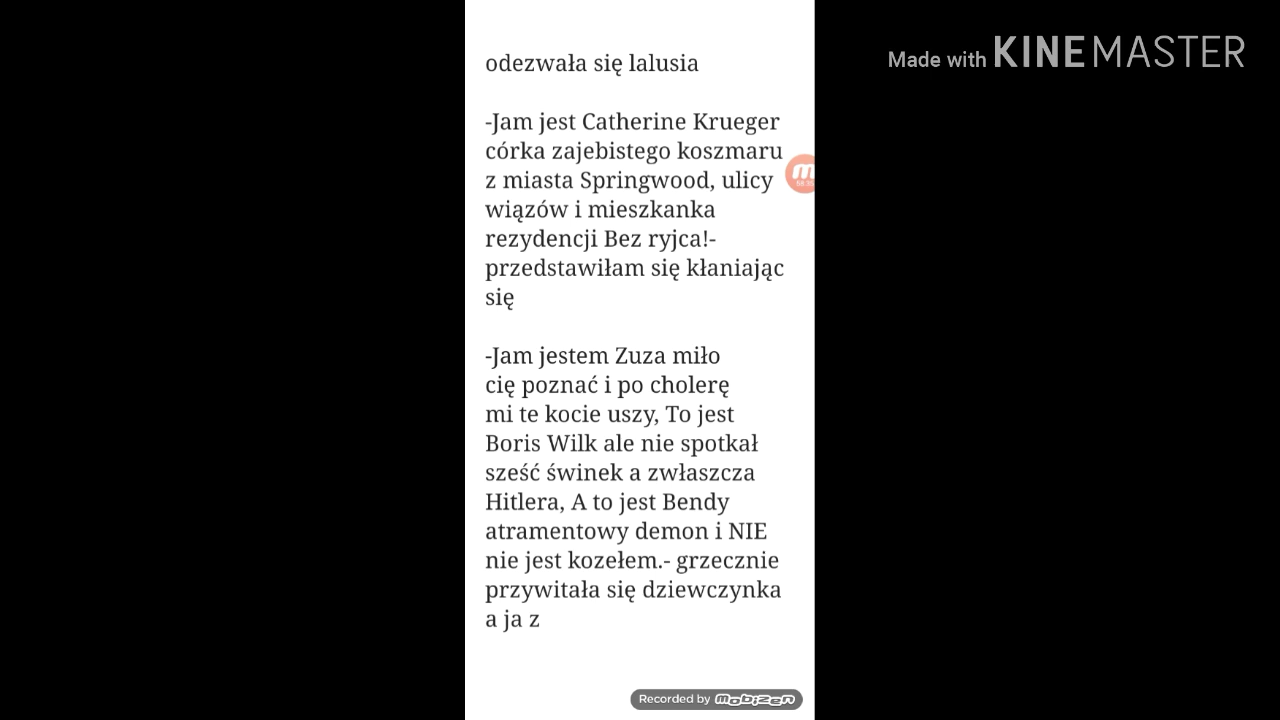 Made with KINEMASTER
odezwała się lalusia
-Jam jest Catherine Krueger
córka zajebistego koszmaru
z miasta Springwood, ulicy
wiązów i mieszkanka
rezydencji Bez ryjca!-
przedstawiłam się kłaniając
się
-Jam jestem Zuza miło
cię poznać i po cholerę
mi te kocie uszy, To jest
Boris Wilk ale nie spotkał
sześć świnek a zwłaszcza
Hitlera, A to jest Bendy
atramentowy demon i NIE
nie jest kozełem.- grzecznie
przywitała się dziewczynka
a ja z
Recorded by mobizen